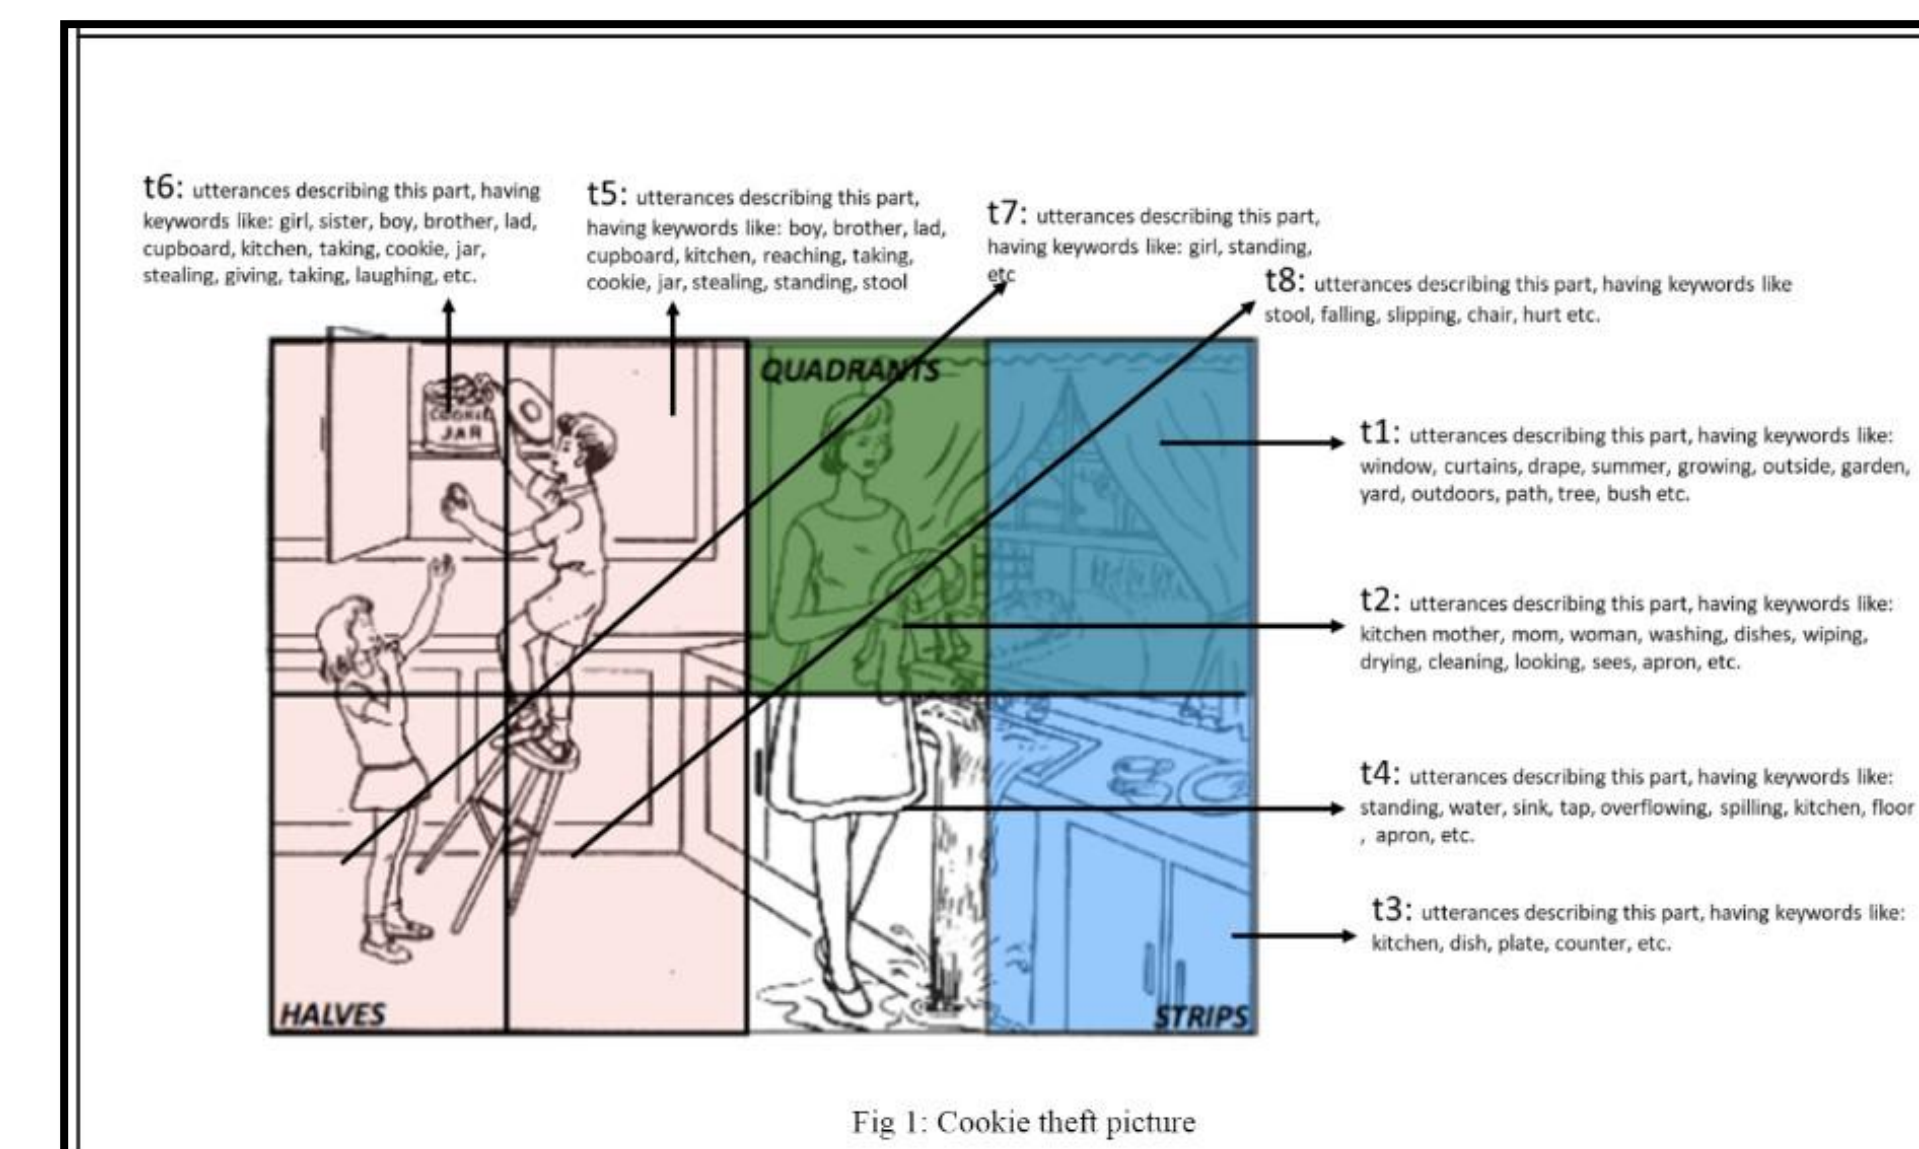 t6: utterances describing this part, having
keywords like: girl, sister, boy, brother, lad,
cupboard, kitchen, taking, cookie, jar,
stealing, giving, taking, laughing, etc.
t5: utterances describing this part,
having keywords like: boy, brother, lad,
cupboard, kitchen, reaching, taking,
cookie, jar, stealing, standing, stool
t7: utterances describing this part,
having keywords like: girl, standing,
etc
t8: utterances describing this part, having keywords like
stool, falling, slipping, chair, hurt etc.
QUADRANTS
COOKIE
JAR
t1: utterances describing this part, having keywords like:
window, curtains, drape, summer, growing, outside, garden,
yard, outdoors, path, tree, bush etc.
t2: utterances describing this part, having keywords like:
kitchen mother, mom, woman, washing, dishes, wiping,
drying, cleaning, looking, sees, apron, etc.
t4: utterances describing this part, having keywords like:
standing, water, sink, tap, overflowing, spilling, kitchen, floor
, apron, etc.
t3: utterances describing this part, having keywords like:
kitchen, dish, plate, counter, etc.
HALVES
STRIPS
Fig 1: Cookie theft picture